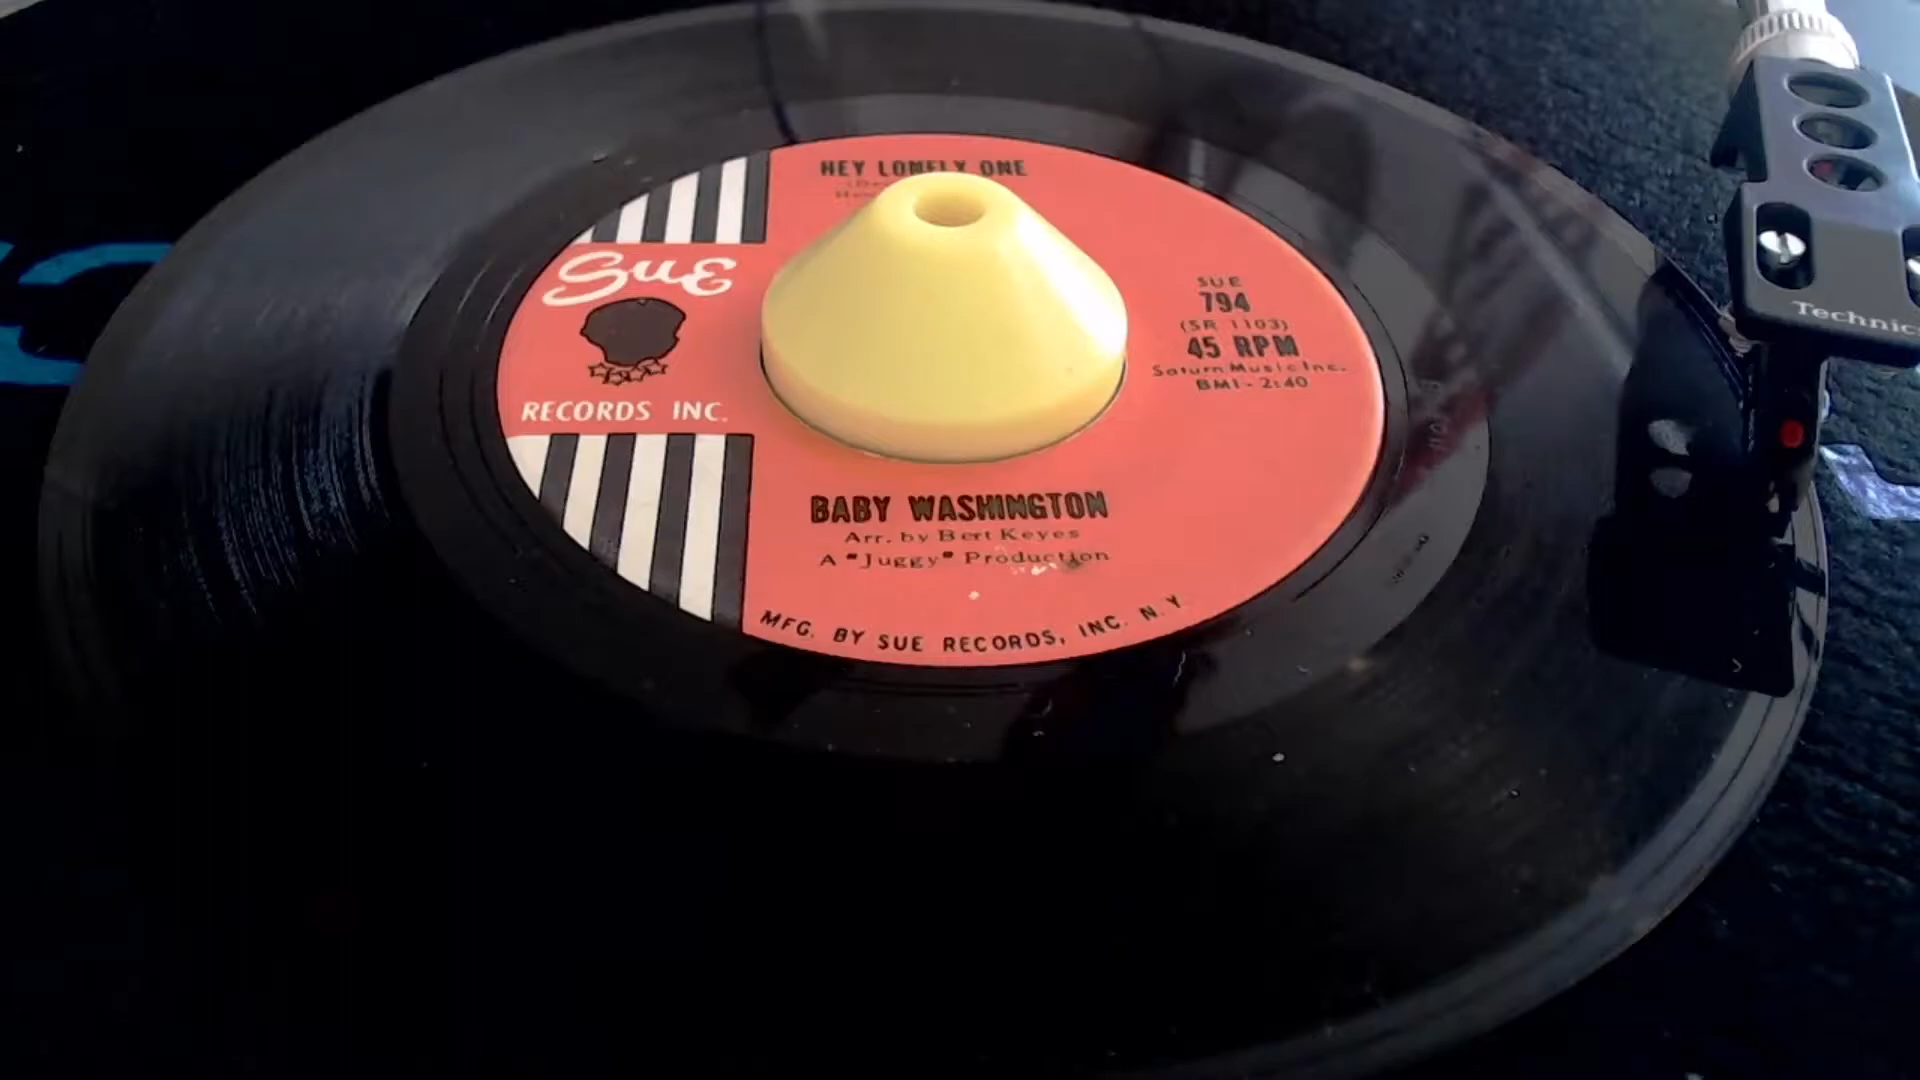 HEY LONELY ONE
Sue
RECORDS INC.
SUE
794
(SR 1103)
45 RPM
Saturn Music Inc.
BMI - 2:40
BABY WASHINGTON
Arr. by Bert Keyes
A "Juggy" Production
MFG. BY SUE RECORDS, INC. N.Y.
Technics